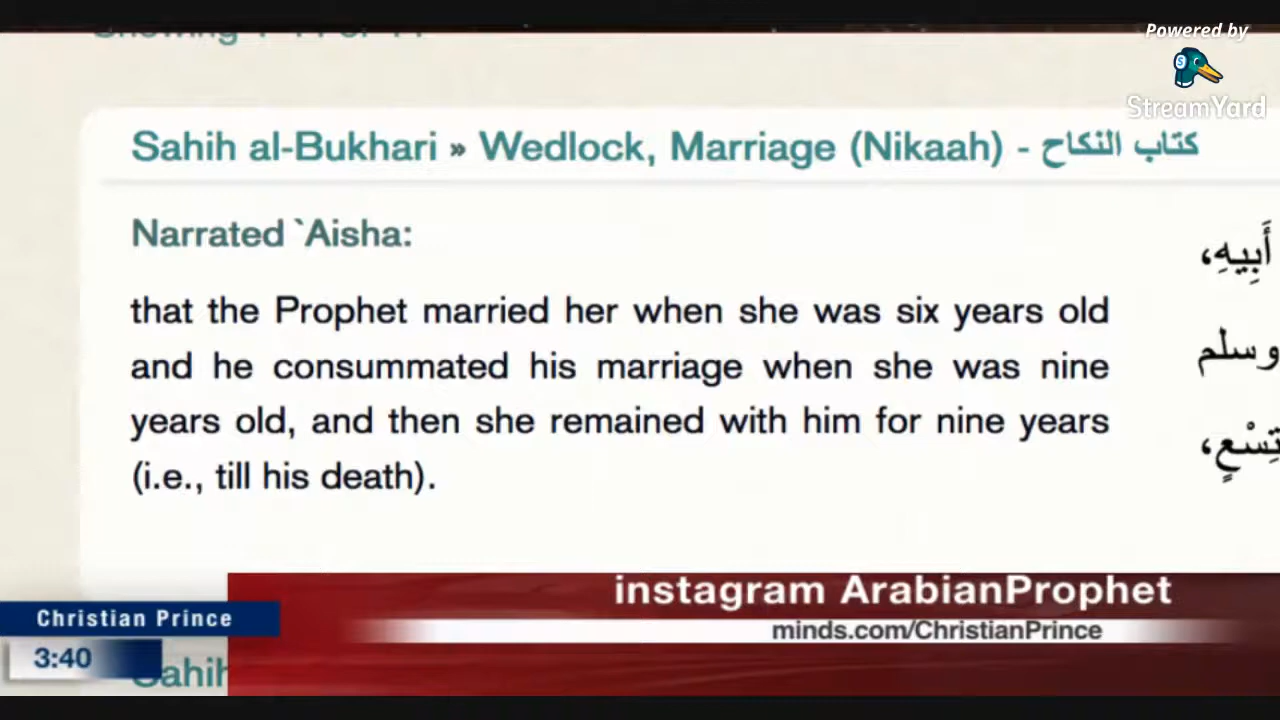 Powered by
StreamYard
Sahih al-Bukhari » Wedlock, Marriage (Nikaah) - كتاب النكاح
Narrated `Aisha:
that the Prophet married her when she was six years old
and he consummated his marriage when she was nine
years old, and then she remained with him for nine years
(i.e., till his death).
أَبِيهِ،
وسلم
تِسْعٍ،
instagram ArabianProphet
Christian Prince
minds.com/ChristianPrince
3:40